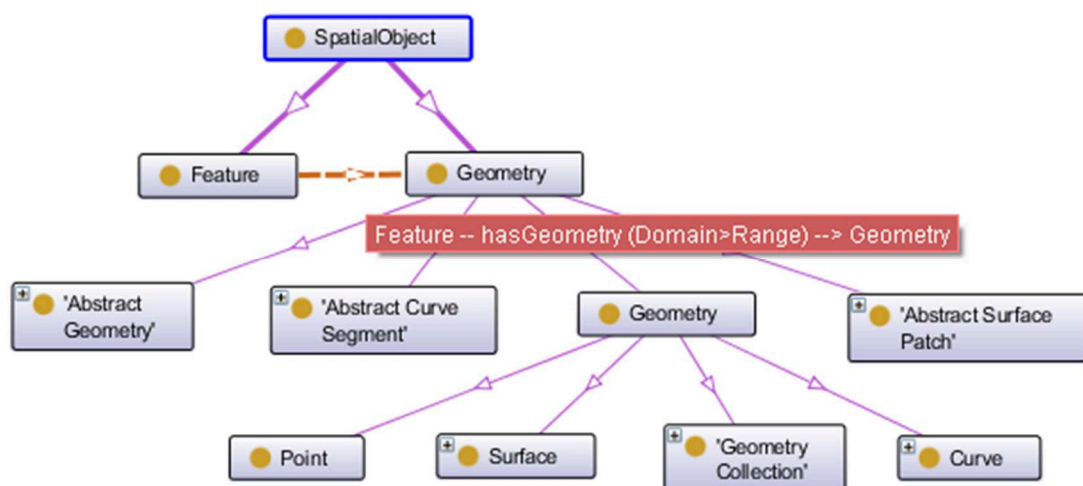 SpatialObject
Feature
Geometry
Feature -- hasGeometry (Domain>Range) --> Geometry
'Abstract
Geometry'
'Abstract Curve
Segment'
Geometry
'Abstract Surface
Patch'
Point
Surface
'Geometry
Collection'
Curve